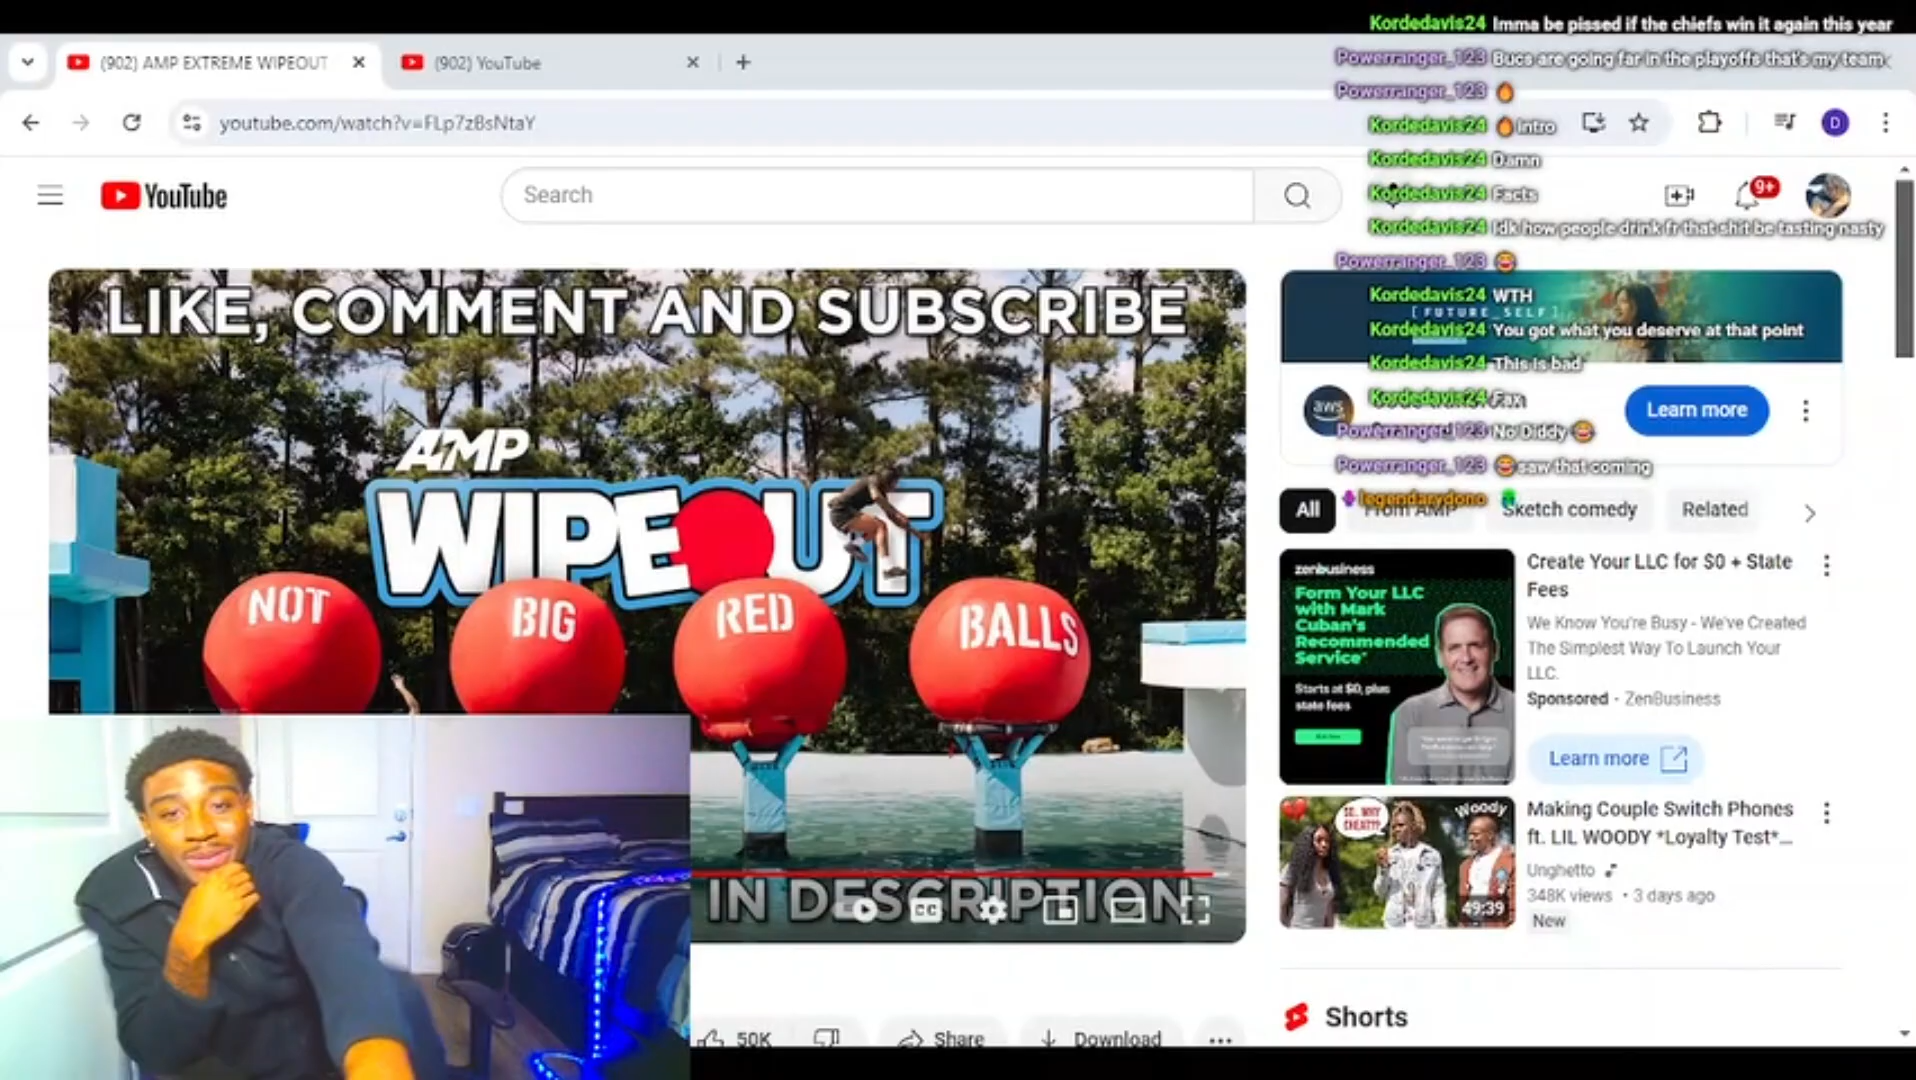 Kordedavis24 Imma be pissed if the chiefs win it again this year
(902) AMP EXTREME WIPEOUT
(902) YouTube
Powerranger_123 Bucs are going far in the playoffs that's my team
Powerranger_123 🔥
youtube.com/watch?v=FLp7zBsNtaY
Kordedavis24 🔥 Intro
D
Kordedavis24 Damn
YouTube
Search
Kordedavis24 Facts
9+
Kordedavis24 Idk how people drink fr that shit be tasting nasty
Powerranger_123 😂
LIKE, COMMENT AND SUBSCRIBE
Kordedavis24 WTH
[FUTURE_SELF]
Kordedavis24 You got what you deserve at that point
Kordedavis24 This is bad
aws
Kordedavis24 Fax
Learn more
Powerranger_123 No Diddy 😂
Powerranger_123 😂 saw that coming
legendarydono
All
From AMP
Sketch comedy
Related
AMP
WIPEOUT
NOT
BIG
RED
BALLS
zenbusiness
Form Your LLC
with Mark
Cuban's
Recommended
Service*
Starts at $0, plus
state fees
Create Your LLC for $0 + State
Fees
We Know You're Busy - We've Created
The Simplest Way To Launch Your
LLC.
Sponsored · ZenBusiness
Learn more
SO, WHY
CHEAT??
Woody
49:39
Making Couple Switch Phones
ft. LIL WOODY *Loyalty Test*...
Unghetto
348K views • 3 days ago
New
IN DESCRIPTION
CC
Shorts
50K
Share
Download